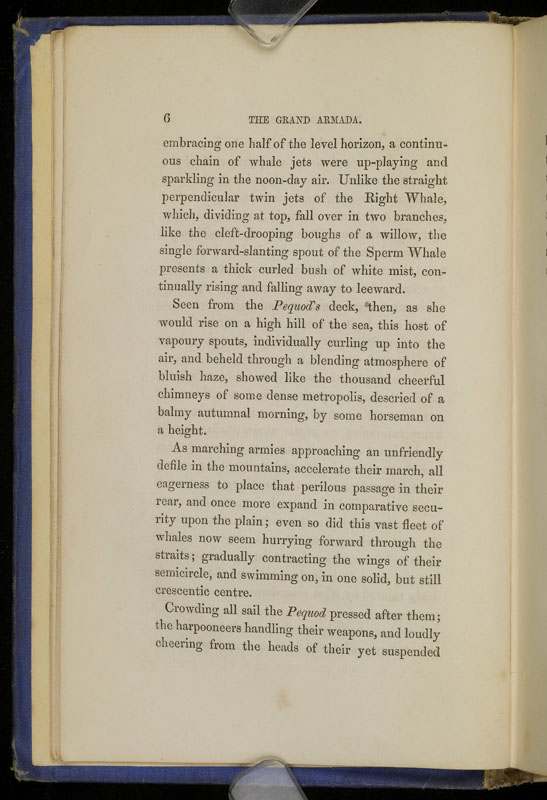 6 THE GRAND ARMADA.
embracing one half of the level horizon, a continu-
ous chain of whale jets were up-playing and
sparkling in the noon-day air. Unlike the straight
perpendicular twin jets of the Right Whale,
which, dividing at top, fall over in two branches,
like the cleft-drooping boughs of a willow, the
single forward-slanting spout of the Sperm Whale
presents a thick curled bush of white mist, con-
tinually rising and falling away to leeward.
Seen from the Pequod's deck, then, as she
would rise on a high hill of the sea, this host of
vapoury spouts, individually curling up into the
air, and beheld through a blending atmosphere of
bluish haze, showed like the thousand cheerful
chimneys of some dense metropolis, descried of a
balmy autumnal morning, by some horseman on
a height.
As marching armies approaching an unfriendly
defile in the mountains, accelerate their march, all
eagerness to place that perilous passage in their
rear, and once more expand in comparative secu-
rity upon the plain; even so did this vast fleet of
whales now seem hurrying forward through the
straits; gradually contracting the wings of their
semicircle, and swimming on, in one solid, but still
crescentic centre.
Crowding all sail the Pequod pressed after them;
the harpooneers handling their weapons, and loudly
cheering from the heads of their yet suspended